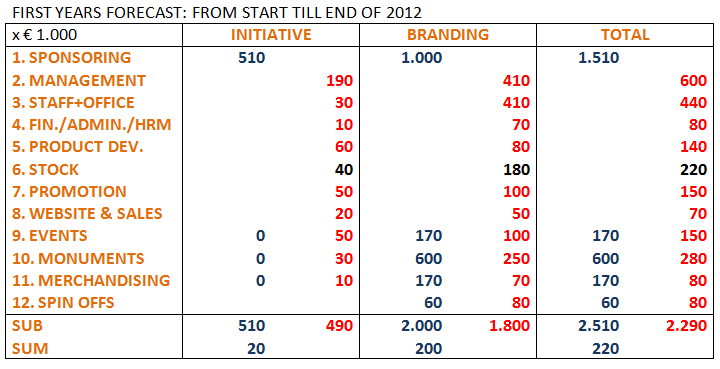 FIRST YEARS FORECAST: FROM START TILL END OF 2012
x € 1.000 INITIATIVE BRANDING TOTAL
1. SPONSORING 510 1.000 1.510
2. MANAGEMENT 190 410 600
3. STAFF+OFFICE 30 410 440
4. FIN./ADMIN./HRM 10 70 80
5. PRODUCT DEV. 60 80 140
6. STOCK 40 180 220
7. PROMOTION 50 100 150
8. WEBSITE & SALES 20 50 70
9. EVENTS 0 50 170 100 170 150
10. MONUMENTS 0 30 600 250 600 280
11. MERCHANDISING 0 10 170 70 170 80
12. SPIN OFFS 60 80 60 80
SUB 510 490 2.000 1.800 2.510 2.290
SUM 20 200 220